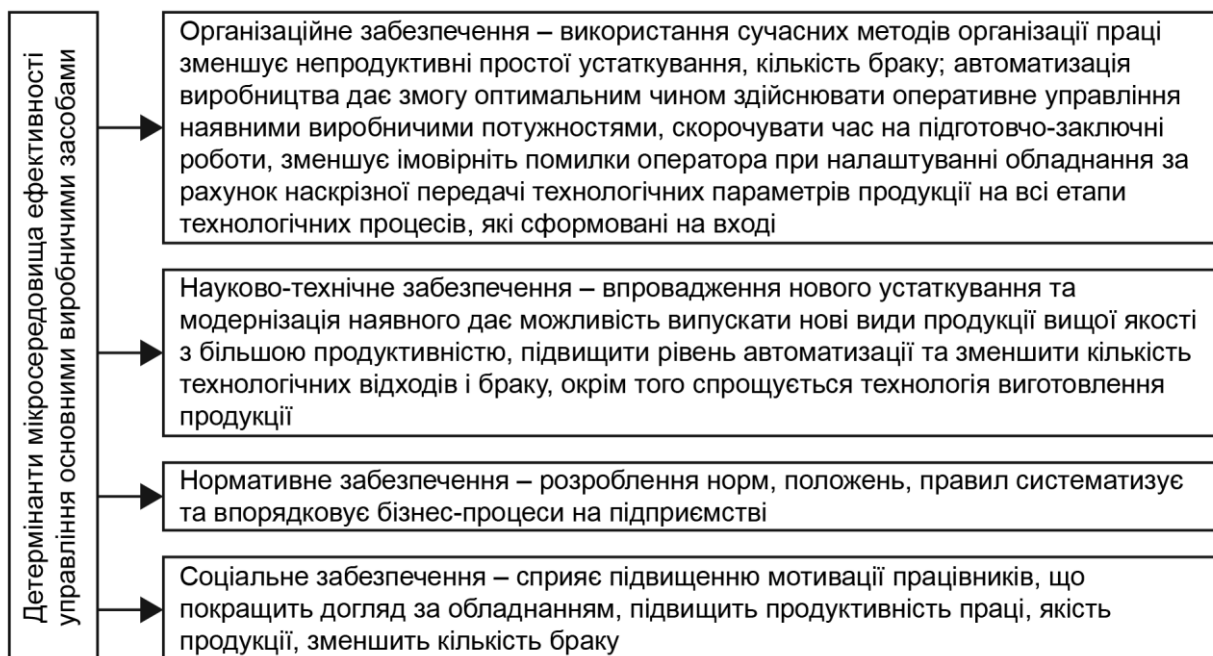 Детермінанти мікросередовища ефективності
управління основними виробничими засобами
Організаційне забезпечення – використання сучасних методів організації праці
зменшує непродуктивні простої устаткування, кількість браку; автоматизація
виробництва дає змогу оптимальним чином здійснювати оперативне управління
наявними виробничими потужностями, скорочувати час на підготовчо-заключні
роботи, зменшує імовірніть помилки оператора при налаштуванні обладнання за
рахунок наскрізної передачі технологічних параметрів продукції на всі етапи
технологічних процесів, які сформовані на вході
Науково-технічне забезпечення – впровадження нового устаткування та
модернізація наявного дає можливість випускати нові види продукції вищої якості
з більшою продуктивністю, підвищити рівень автоматизації та зменшити кількість
технологічних відходів і браку, окрім того спрощується технологія виготовлення
продукції
Нормативне забезпечення – розроблення норм, положень, правил систематизує
та впорядковує бізнес-процеси на підприємстві
Соціальне забезпечення – сприяє підвищенню мотивації працівників, що
покращить догляд за обладнанням, підвищить продуктивність праці, якість
продукції, зменшить кількість браку